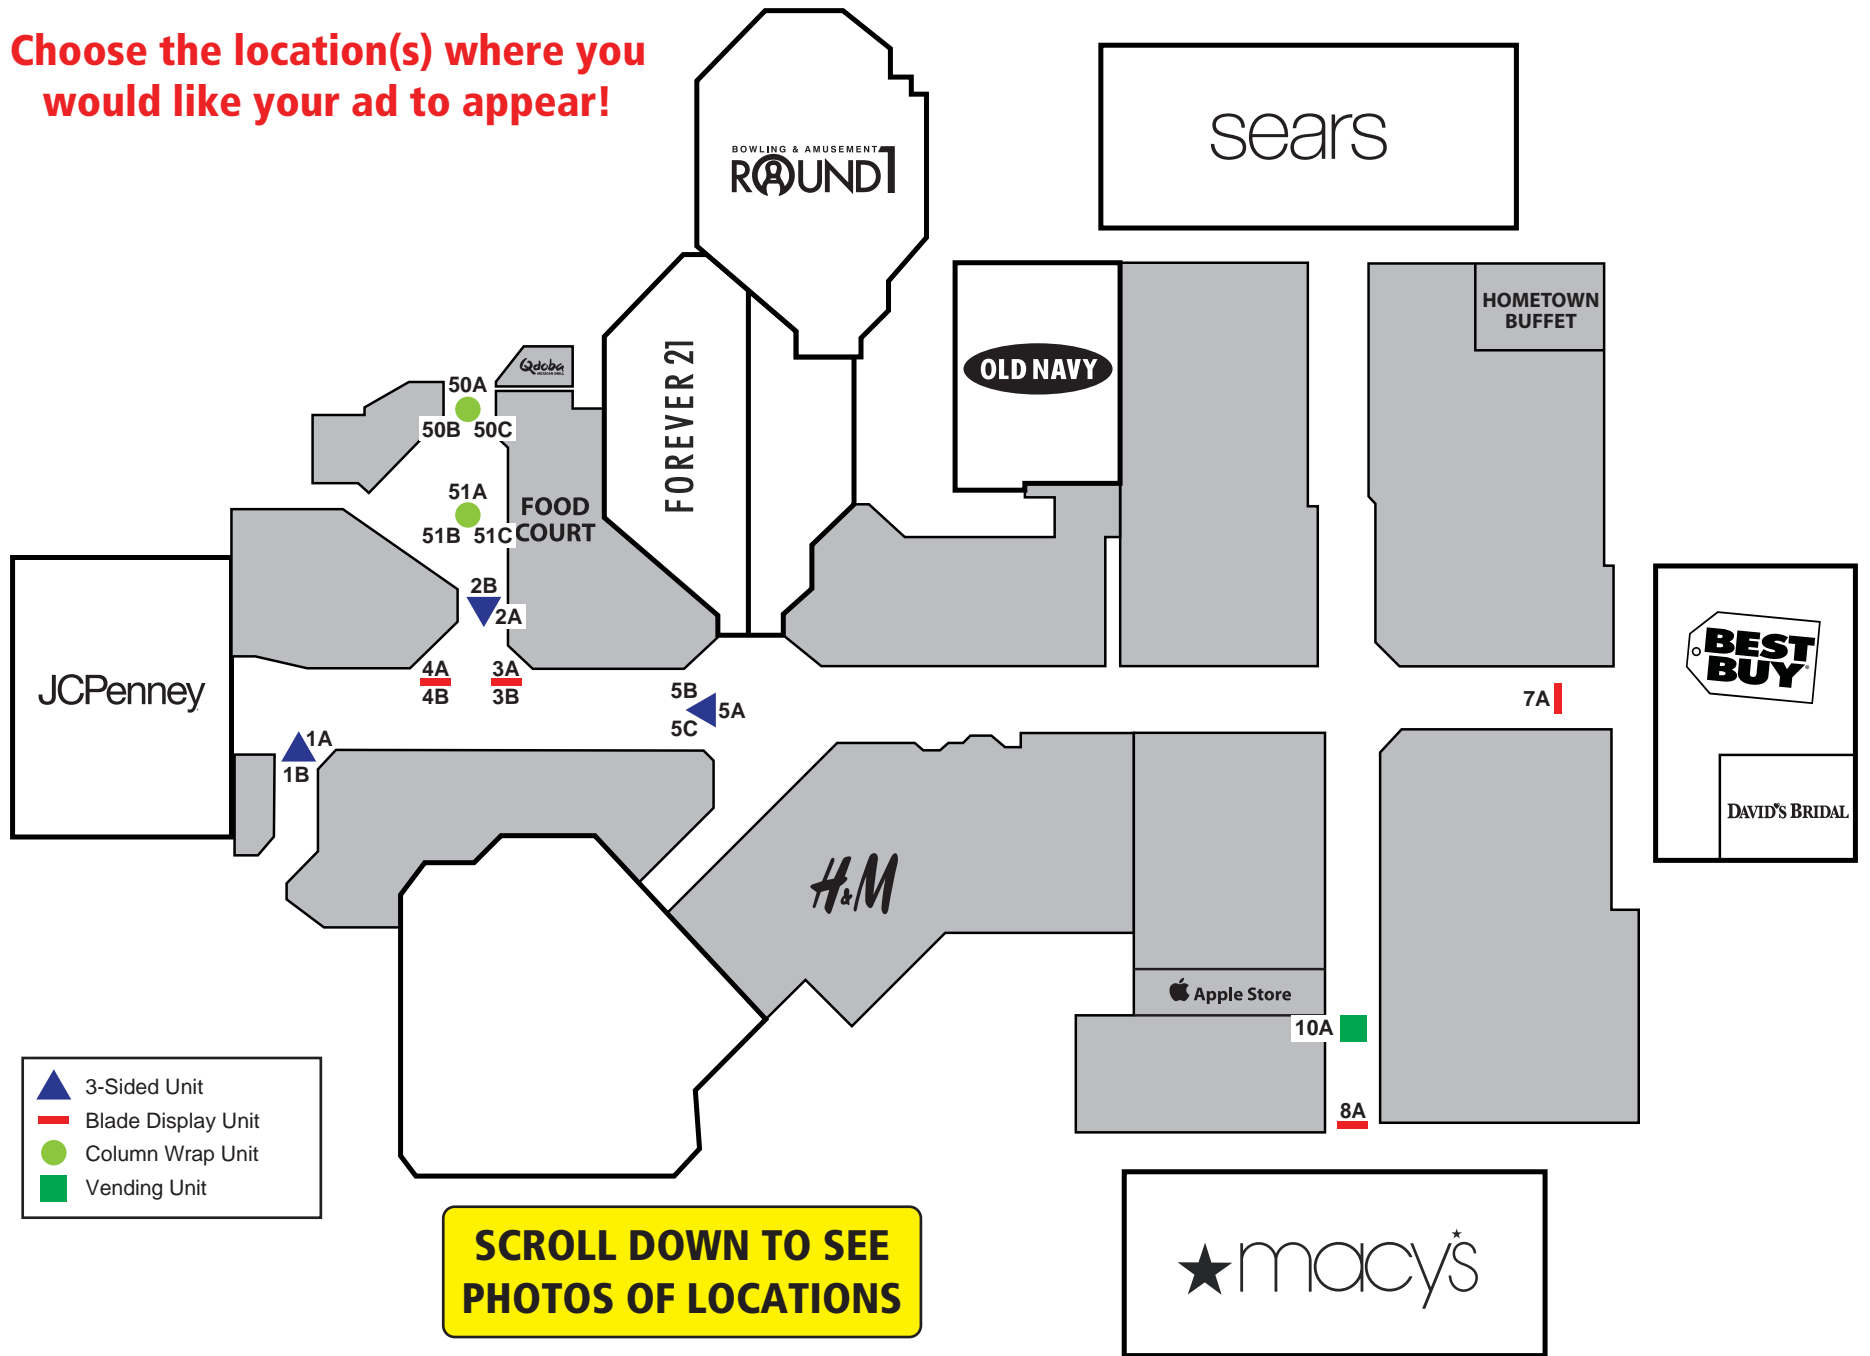 Choose the location(s) where you
would like your ad to appear!
BOWLING & AMUSEMENT
ROUND1
sears
HOMETOWN
BUFFET
OLD NAVY
Qdoba
MEXICAN GRILL
FOREVER 21
50A
50B 50C
51A
51B 51C
FOOD
COURT
2B
2A
JCPenney
4A
4B
3A
3B
5B
5A
5C
7A
BEST
BUY
1A
1B
DAVID'S BRIDAL
H&M
Apple Store
10A
8A
3-Sided Unit
Blade Display Unit
Column Wrap Unit
Vending Unit
SCROLL DOWN TO SEE
PHOTOS OF LOCATIONS
macy's